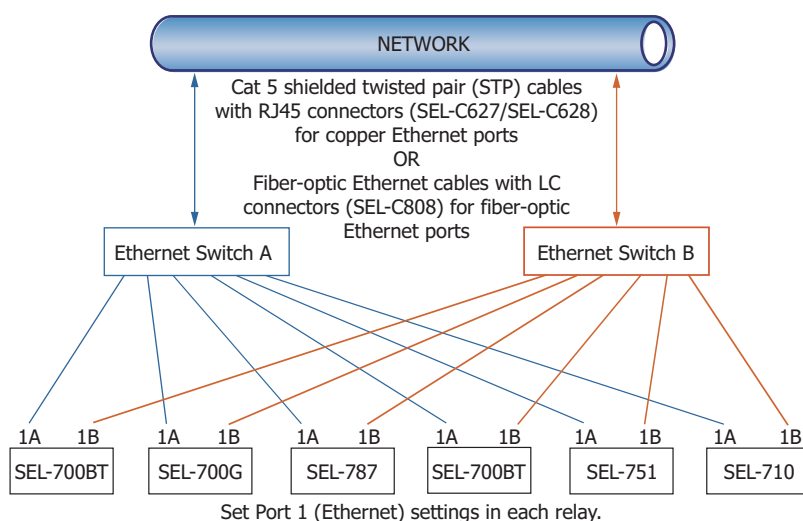 NETWORK
Cat 5 shielded twisted pair (STP) cables
with RJ45 connectors (SEL-C627/SEL-C628)
for copper Ethernet ports
OR
Fiber-optic Ethernet cables with LC
connectors (SEL-C808) for fiber-optic
Ethernet ports
Ethernet Switch A
Ethernet Switch B
1A 1B 1A 1B 1A 1B 1A 1B 1A 1B 1A 1B
SEL-700BT SEL-700G SEL-787 SEL-700BT SEL-751 SEL-710
Set Port 1 (Ethernet) settings in each relay.